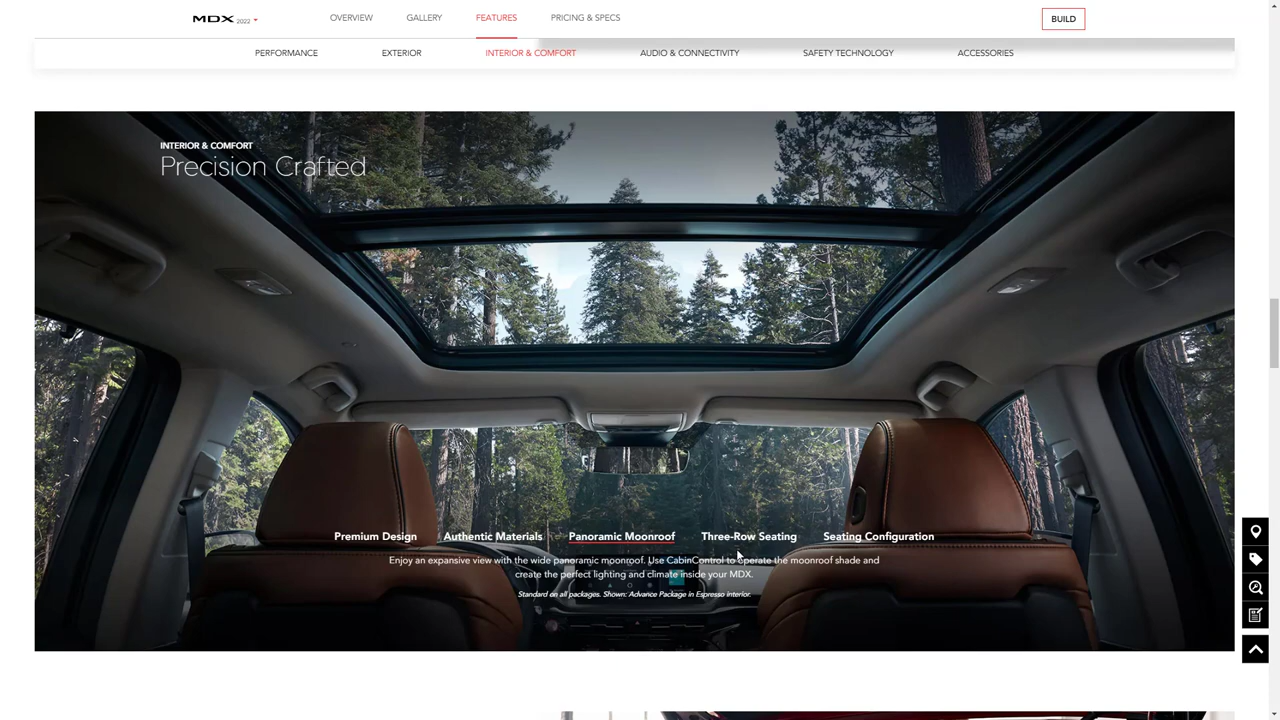 MDX 2022
OVERVIEW
GALLERY
FEATURES
PRICING & SPECS
BUILD
PERFORMANCE
EXTERIOR
INTERIOR & COMFORT
AUDIO & CONNECTIVITY
SAFETY TECHNOLOGY
ACCESSORIES
INTERIOR & COMFORT
Precision Crafted
Premium Design
Authentic Materials
Panoramic Moonroof
Three-Row Seating
Seating Configuration
Enjoy an expansive view with the wide panoramic moonroof. Use CabinControl to operate the moonroof shade and
create the perfect lighting and climate inside your MDX.
Standard on all packages. Shown: Advance Package in Espresso interior.